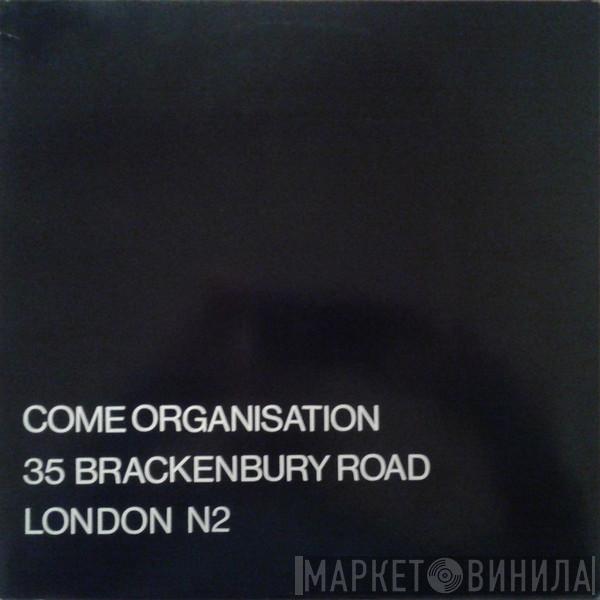 COME ORGANISATION
35 BRACKENBURY ROAD
LONDON N2
МАРКЕТ ВИНИЛА